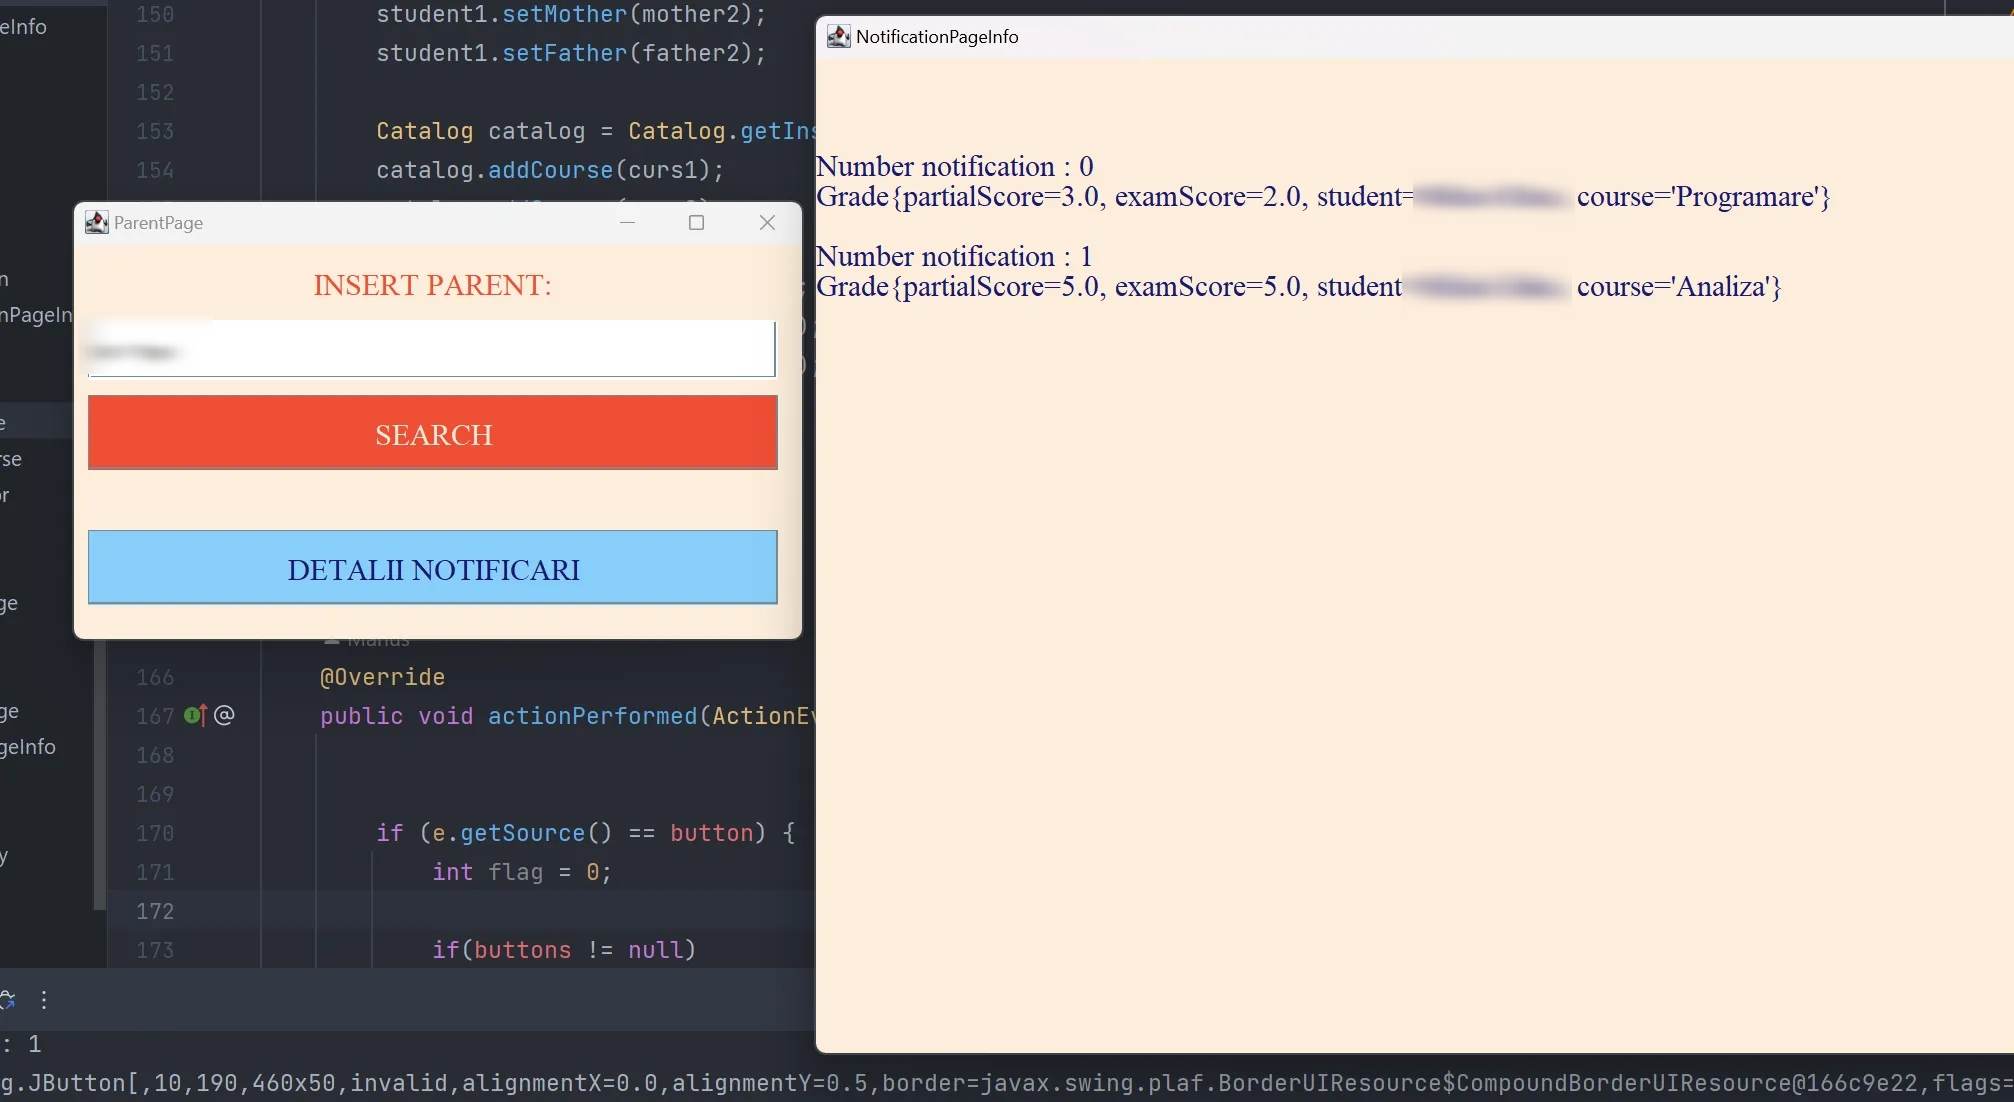 eInfo
150 student1.setMother(mother2);
151 student1.setFather(father2);
152
153 Catalog catalog = Catalog.getIns
154 catalog.addCourse(curs1);
ParentPage
INSERT PARENT:
SEARCH
DETALII NOTIFICARI
n
nPageIn
e
rse
or
ge
ge
geInfo
y
166 @Override
167 public void actionPerformed(ActionEv
168
169
170 if (e.getSource() == button) {
171 int flag = 0;
172
173 if(buttons != null)
NotificationPageInfo
Number notification : 0
Grade{partialScore=3.0, examScore=2.0, student= course='Programare'}
Number notification : 1
Grade{partialScore=5.0, examScore=5.0, student course='Analiza'}
: 1
g.JButton[,10,190,460x50,invalid,alignmentX=0.0,alignmentY=0.5,border=javax.swing.plaf.BorderUIResource$CompoundBorderUIResource@166c9e22,flags=